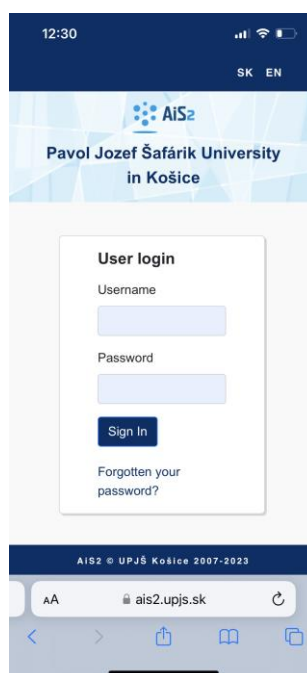 12:30
SK EN
AiS2
Pavol Jozef Šafárik University
in Košice
User login
Username
Password
Sign In
Forgotten your
password?
AiS2 © UPJŠ Košice 2007-2023
AA ais2.upjs.sk